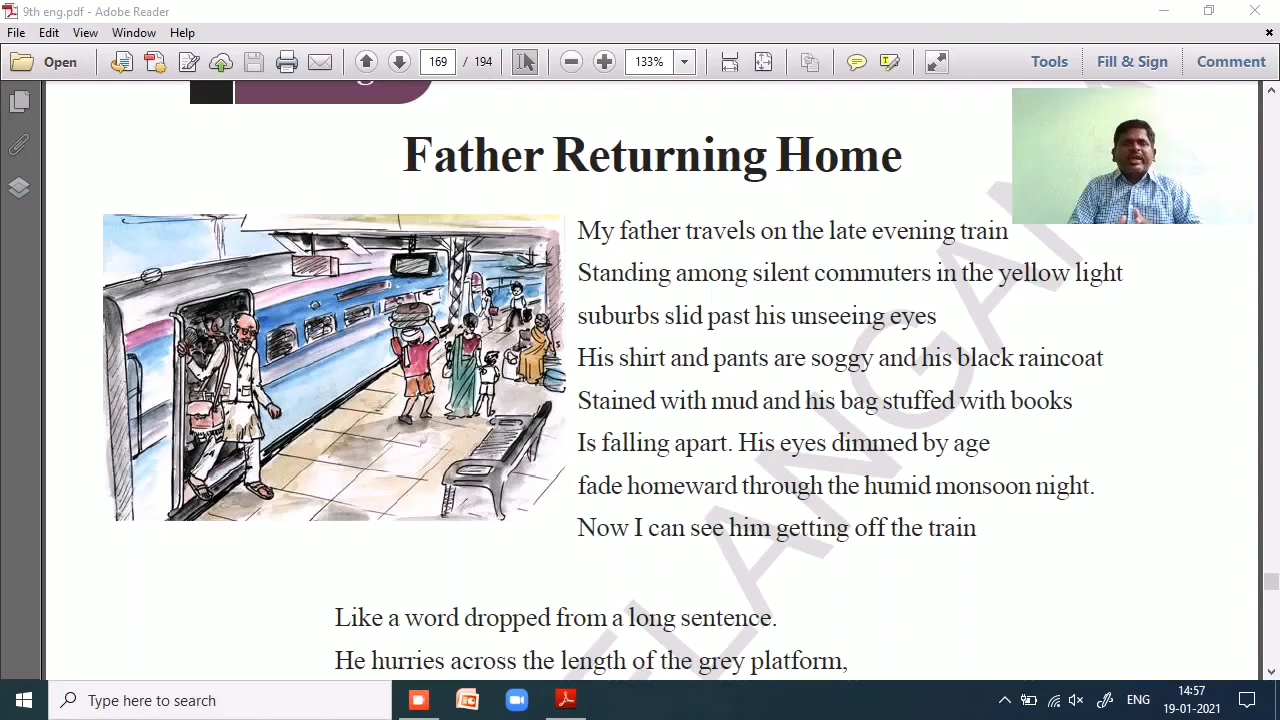 9th eng.pdf - Adobe Reader
File Edit View Window Help
Open 169 / 194 133% Tools Fill & Sign Comment
Father Returning Home
My father travels on the late evening train
Standing among silent commuters in the yellow light
suburbs slid past his unseeing eyes
His shirt and pants are soggy and his black raincoat
Stained with mud and his bag stuffed with books
Is falling apart. His eyes dimmed by age
fade homeward through the humid monsoon night.
Now I can see him getting off the train
Like a word dropped from a long sentence.
He hurries across the length of the grey platform,
Type here to search
ENG
14:57
19-01-2021